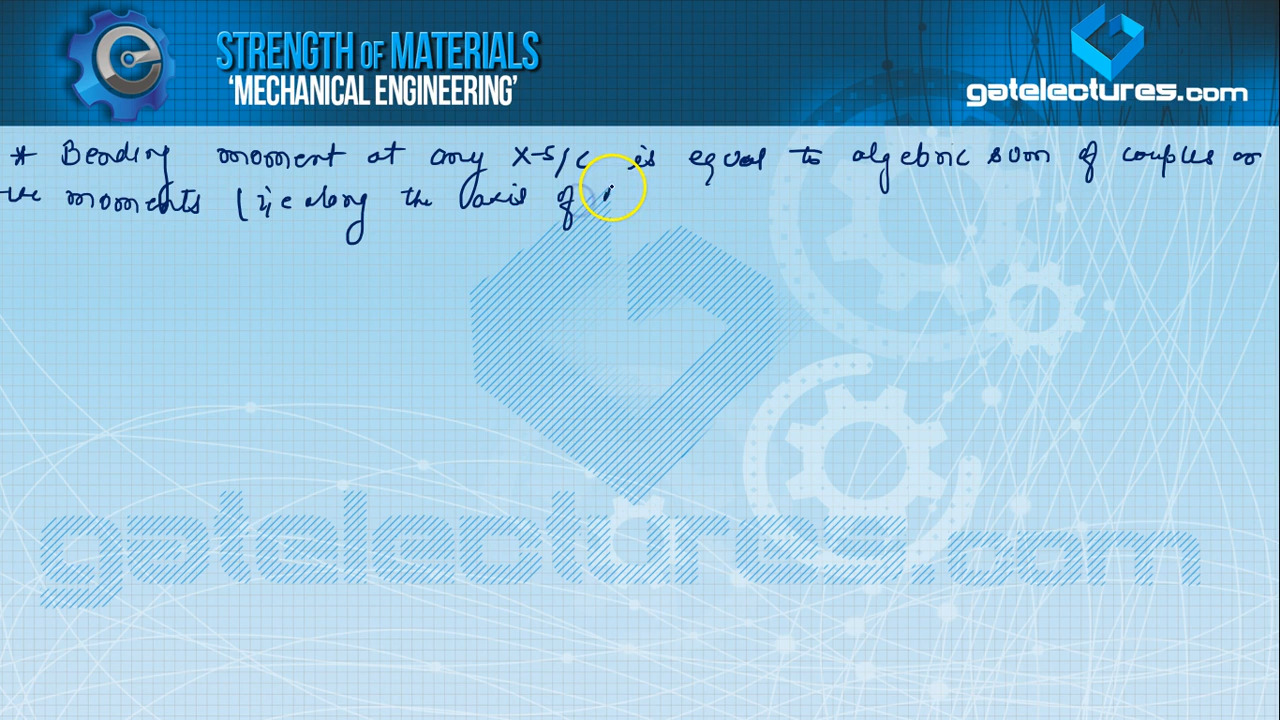 STRENGTH OF MATERIALS
'MECHANICAL ENGINEERING'
gatelectures.com
* Bending moment at any X-S/C is equal to algebric sum of couples or
the moments ( i,e along the axis of
gatelectures.com